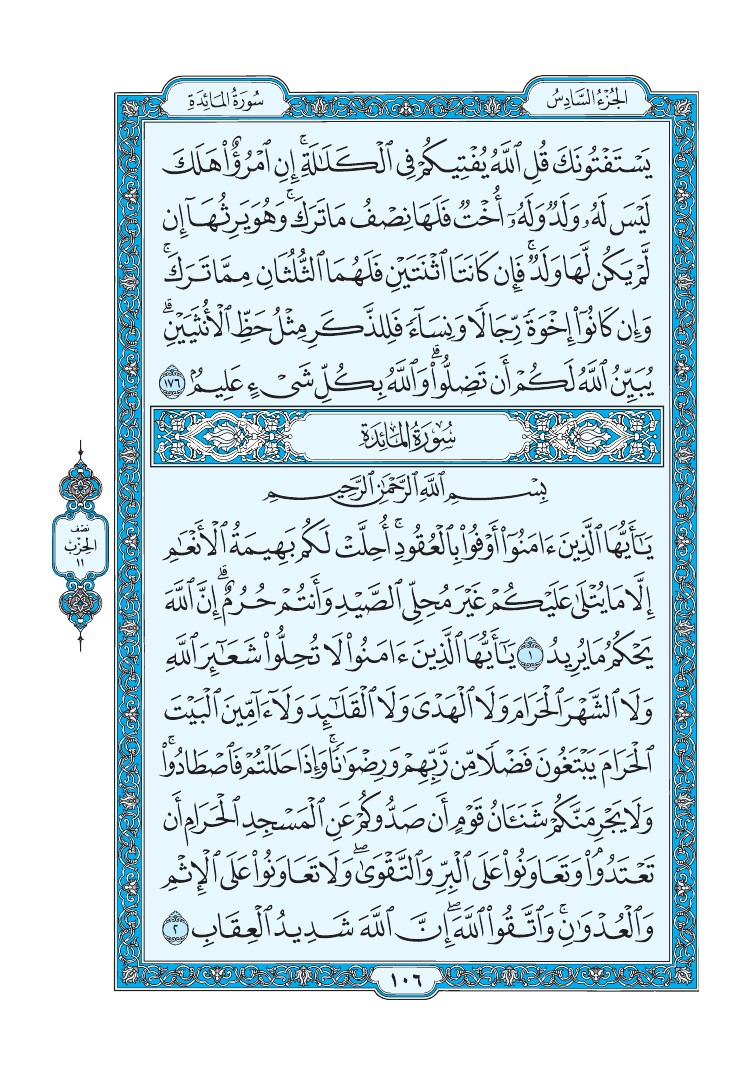 الجُزْءُ السَّادِسُ
سُورَةُ المَائِدَةِ
يَسۡتَفۡتُونَكَ قُلِ ٱللَّهُ يُفۡتِيكُمۡ فِي ٱلۡكَلَٰلَةِۚ إِنِ ٱمۡرُؤٌاْ هَلَكَ
لَيۡسَ لَهُۥ وَلَدٞ وَلَهُۥٓ أُخۡتٞ فَلَهَا نِصۡفُ مَا تَرَكَۚ وَهُوَ يَرِثُهَآ إِن
لَّمۡ يَكُن لَّهَا وَلَدٞۚ فَإِن كَانَتَا ٱثۡنَتَيۡنِ فَلَهُمَا ٱلثُّلُثَانِ مِمَّا تَرَكَۚ
وَإِن كَانُوٓاْ إِخۡوَةٗ رِّجَالٗا وَنِسَآءٗ فَلِلذَّكَرِ مِثۡلُ حَظِّ ٱلۡأُنثَيَيۡنِۗ
يُبَيِّنُ ٱللَّهُ لَكُمۡ أَن تَضِلُّواْۗ وَٱللَّهُ بِكُلِّ شَيۡءٍ عَلِيمُۢ ١٧٦
سُورَةُ المَائِدَةِ
بِسۡمِ ٱللَّهِ ٱلرَّحۡمَٰنِ ٱلرَّحِيمِ
يَٰٓأَيُّهَا ٱلَّذِينَ ءَامَنُوٓاْ أَوۡفُواْ بِٱلۡعُقُودِۚ أُحِلَّتۡ لَكُم بَهِيمَةُ ٱلۡأَنۡعَٰمِ
إِلَّا مَا يُتۡلَىٰ عَلَيۡكُمۡ غَيۡرَ مُحِلِّي ٱلصَّيۡدِ وَأَنتُمۡ حُرُمٌۗ إِنَّ ٱللَّهَ
يَحۡكُمُ مَا يُرِيدُ ١ يَٰٓأَيُّهَا ٱلَّذِينَ ءَامَنُواْ لَا تُحِلُّواْ شَعَٰٓئِرَ ٱللَّهِ
وَلَا ٱلشَّهۡرَ ٱلۡحَرَامَ وَلَا ٱلۡهَدۡيَ وَلَا ٱلۡقَلَٰٓئِدَ وَلَآ ءَآمِّينَ ٱلۡبَيۡتَ
ٱلۡحَرَامَ يَبۡتَغُونَ فَضۡلٗا مِّن رَّبِّهِمۡ وَرِضۡوَٰنٗاۚ وَإِذَا حَلَلۡتُمۡ فَٱصۡطَادُواْۚ
وَلَا يَجۡرِمَنَّكُمۡ شَنَـَٔانُ قَوۡمٍ أَن صَدُّوكُمۡ عَنِ ٱلۡمَسۡجِدِ ٱلۡحَرَامِ أَن
تَعۡتَدُواْۘ وَتَعَاوَنُواْ عَلَى ٱلۡبِرِّ وَٱلتَّقۡوَىٰۖ وَلَا تَعَاوَنُواْ عَلَى ٱلۡإِثۡمِ
وَٱلۡعُدۡوَٰنِۚ وَٱتَّقُواْ ٱللَّهَۖ إِنَّ ٱللَّهَ شَدِيدُ ٱلۡعِقَابِ ٢
نصف
الحِزْب
١١
١٠٦